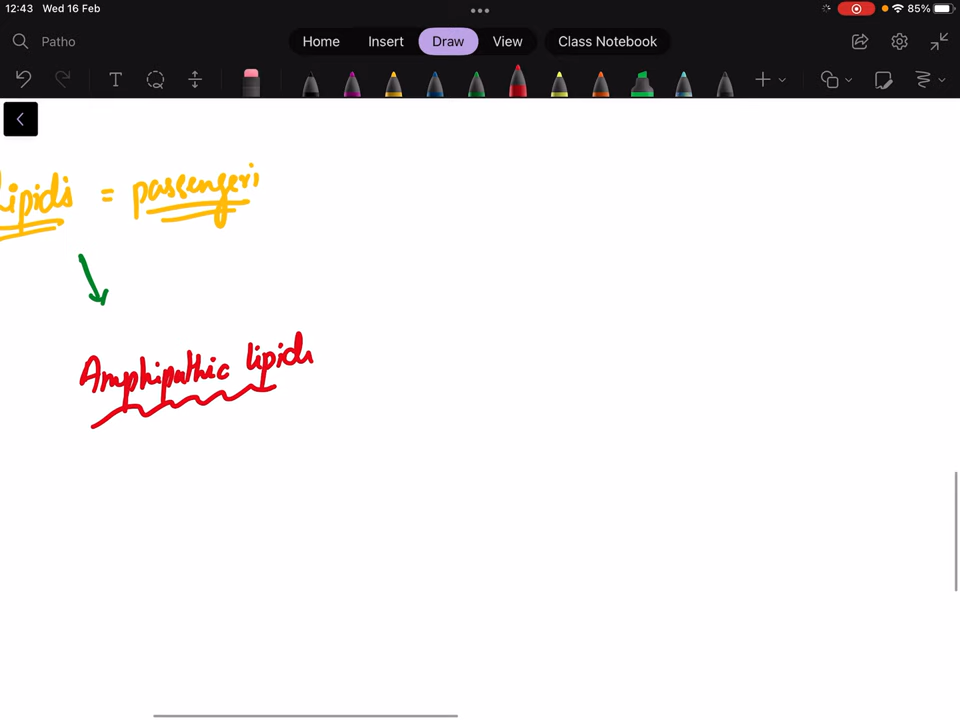 12:43 Wed 16 Feb
85%
Patho
Home Insert Draw View Class Notebook
T
lipids = passengers
Amphipathic lipids